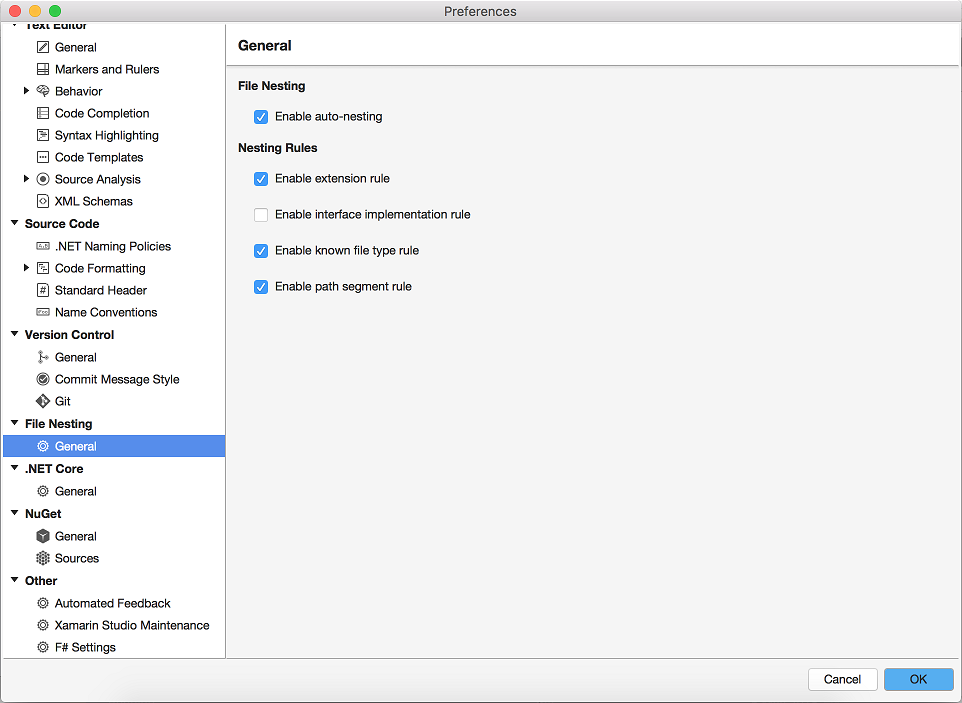 Preferences
Text Editor
General
Markers and Rulers
Behavior
Code Completion
Syntax Highlighting
Code Templates
Source Analysis
XML Schemas
Source Code
.NET Naming Policies
Code Formatting
Standard Header
Name Conventions
Version Control
General
Commit Message Style
Git
File Nesting
General
.NET Core
General
NuGet
General
Sources
Other
Automated Feedback
Xamarin Studio Maintenance
F# Settings
General
File Nesting
Enable auto-nesting
Nesting Rules
Enable extension rule
Enable interface implementation rule
Enable known file type rule
Enable path segment rule
Cancel
OK